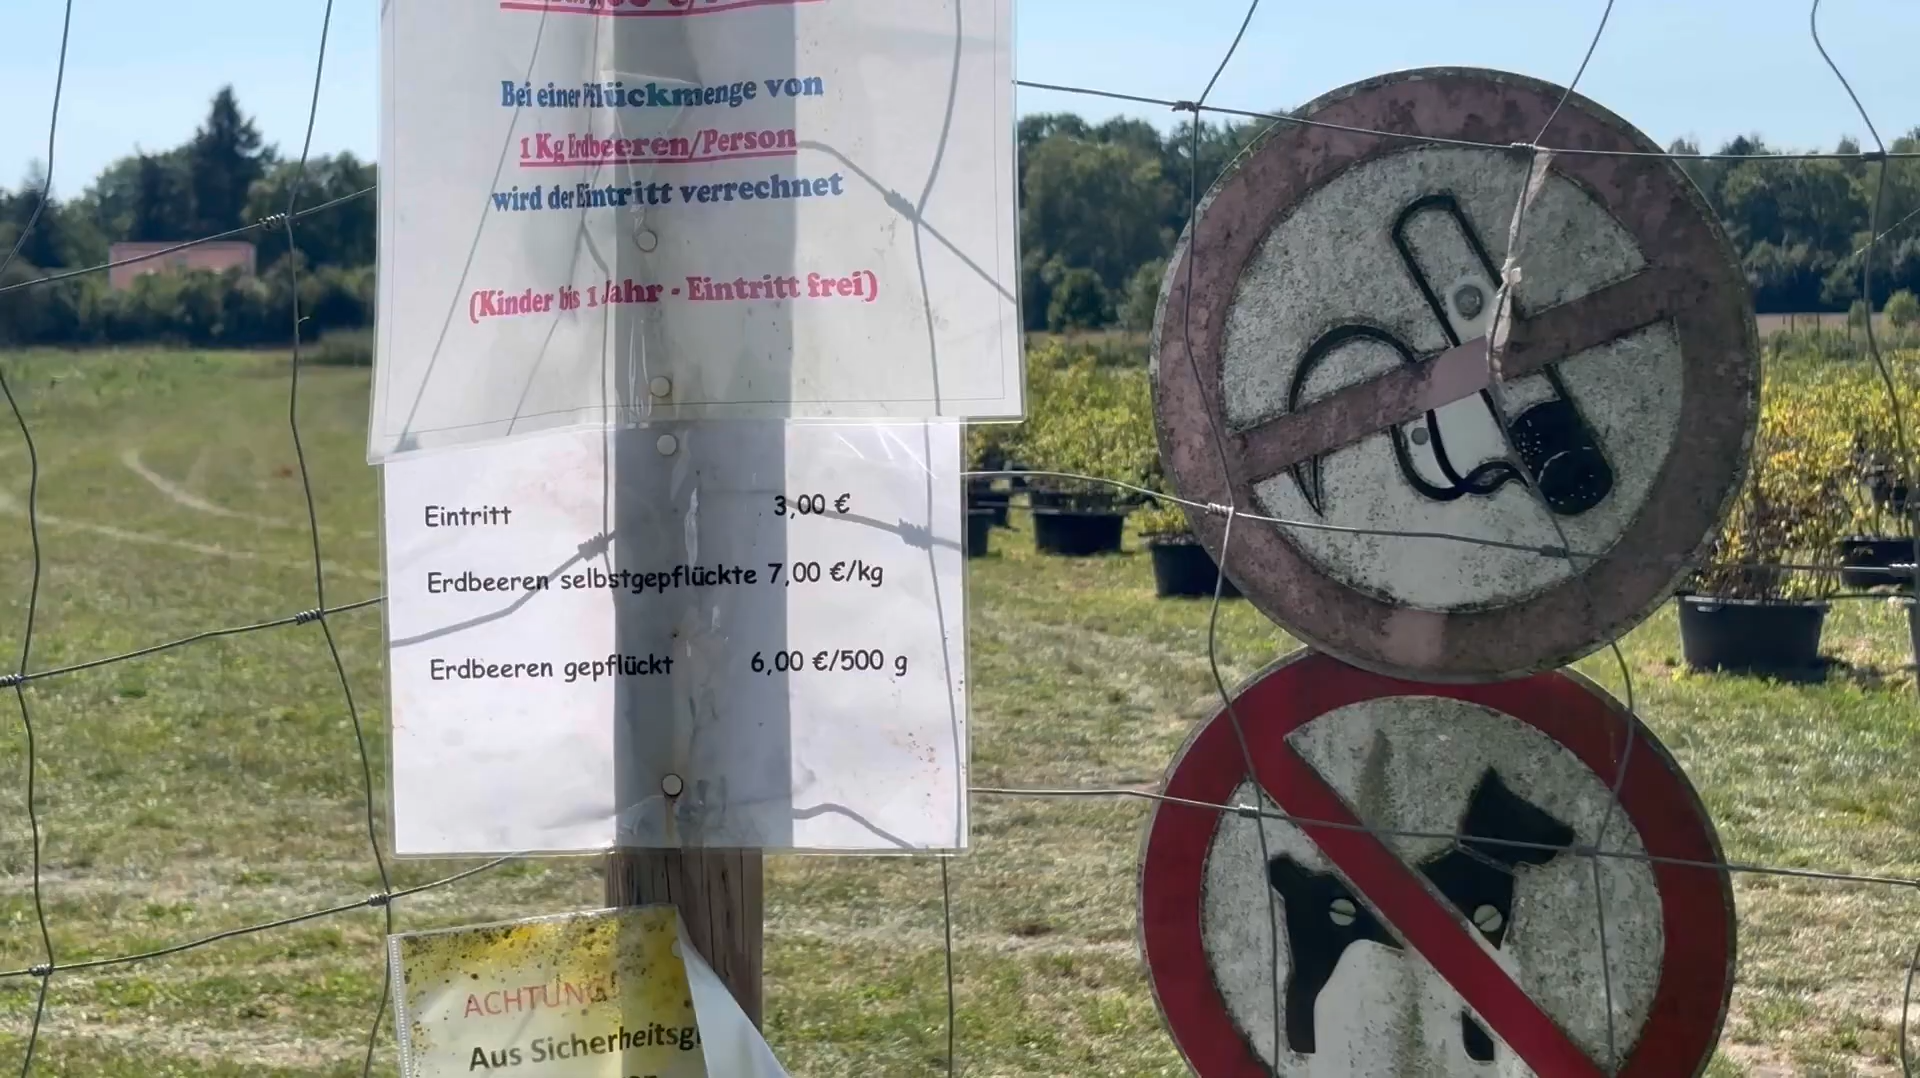 Bei einer Pflückmenge von
1 Kg Erdbeeren/Person
wird der Eintritt verrechnet
(Kinder bis 1 Jahr - Eintritt frei)
Eintritt 3,00 €
Erdbeeren selbstgepflückte 7,00 €/kg
Erdbeeren gepflückt 6,00 €/500 g
ACHTUNG!
Aus Sicherheitsg